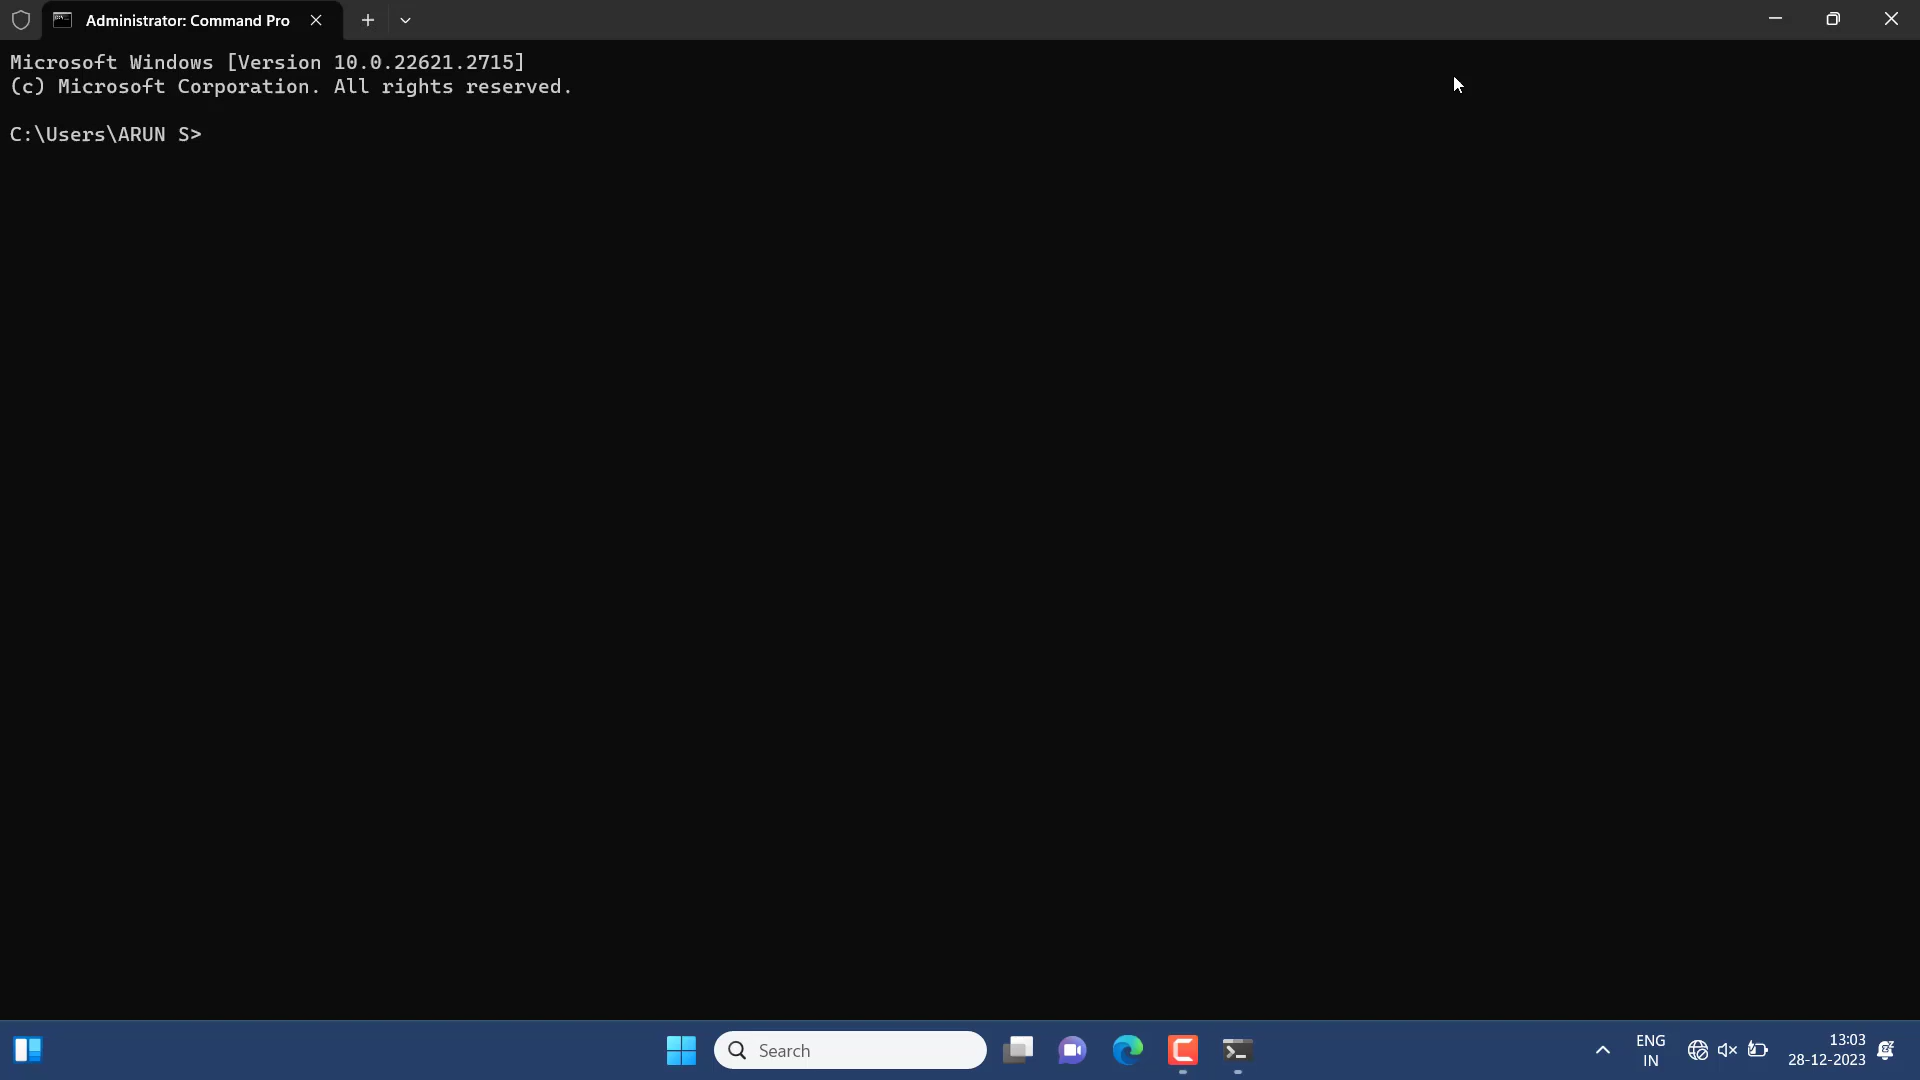 Administrator: Command Pro
Microsoft Windows [Version 10.0.22621.2715]
(c) Microsoft Corporation. All rights reserved.
C:\Users\ARUN S>
Search
ENG
IN
13:03
28-12-2023